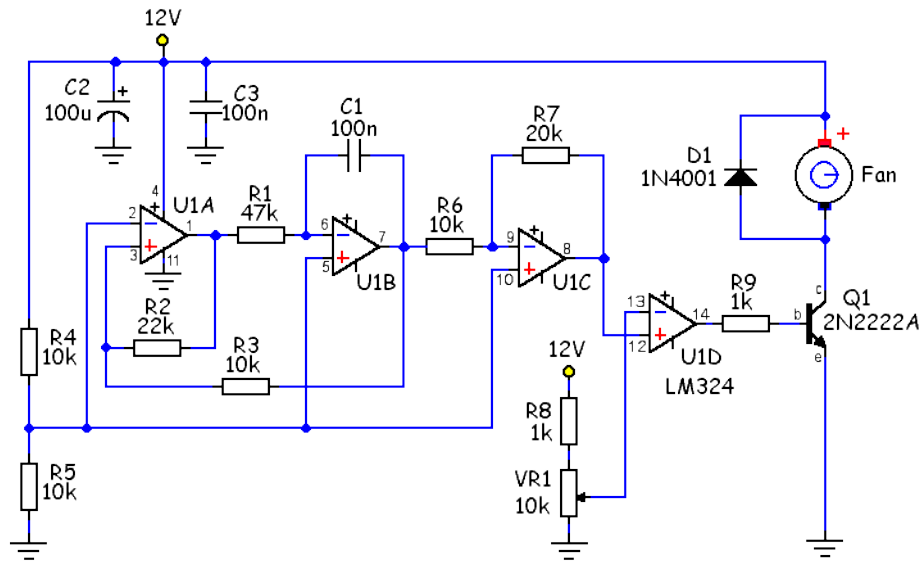 12V
C2
100u
+
C3
100n
C1
100n
R7
20k
D1
1N4001
+
Fan
4
+
U1A
2
−
1
3
+
11
R1
47k
6
−
+
7
5
+
U1B
R6
10k
9
−
+
8
10
+
U1C
R2
22k
R3
10k
R4
10k
R5
10k
12V
R8
1k
VR1
10k
13
−
+
14
12
+
U1D
LM324
R9
1k
b
c
e
Q1
2N2222A